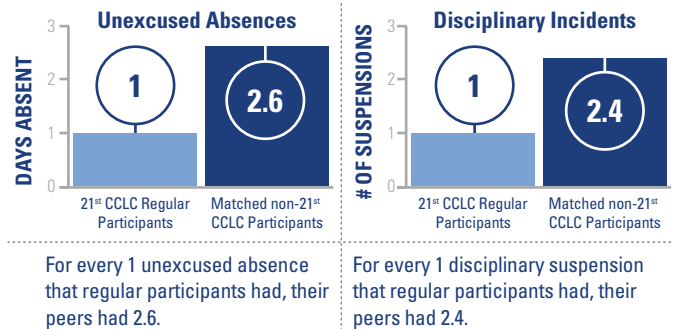 Unexcused Absences
DAYS ABSENT
3
2
1
0
1
2.6
21st CCLC Regular
Participants
Matched non-21st
CCLC Participants
For every 1 unexcused absence
that regular participants had, their
peers had 2.6.
Disciplinary Incidents
# OF SUSPENSIONS
3
2
1
0
1
2.4
21st CCLC Regular
Participants
Matched non-21st
CCLC Participants
For every 1 disciplinary suspension
that regular participants had, their
peers had 2.4.